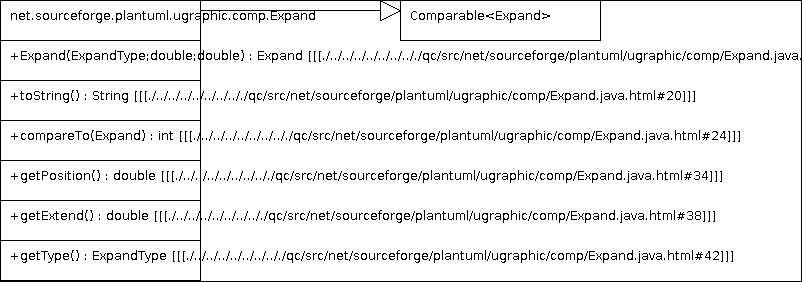 net.sourceforge.plantuml.ugraphic.comp.Expand
Comparable<Expand>
+Expand(ExpandType;double;double) : Expand [[[./../../../../../../../../qc/src/net/sourceforge/plantuml/ugraphic/comp/Expand.java.
+toString() : String [[[./../../../../../../../../qc/src/net/sourceforge/plantuml/ugraphic/comp/Expand.java.html#20]]]
+compareTo(Expand) : int [[[./../../../../../../../../qc/src/net/sourceforge/plantuml/ugraphic/comp/Expand.java.html#24]]]
+getPosition() : double [[[./../../../../../../../../qc/src/net/sourceforge/plantuml/ugraphic/comp/Expand.java.html#34]]]
+getExtend() : double [[[./../../../../../../../../qc/src/net/sourceforge/plantuml/ugraphic/comp/Expand.java.html#38]]]
+getType() : ExpandType [[[./../../../../../../../../qc/src/net/sourceforge/plantuml/ugraphic/comp/Expand.java.html#42]]]